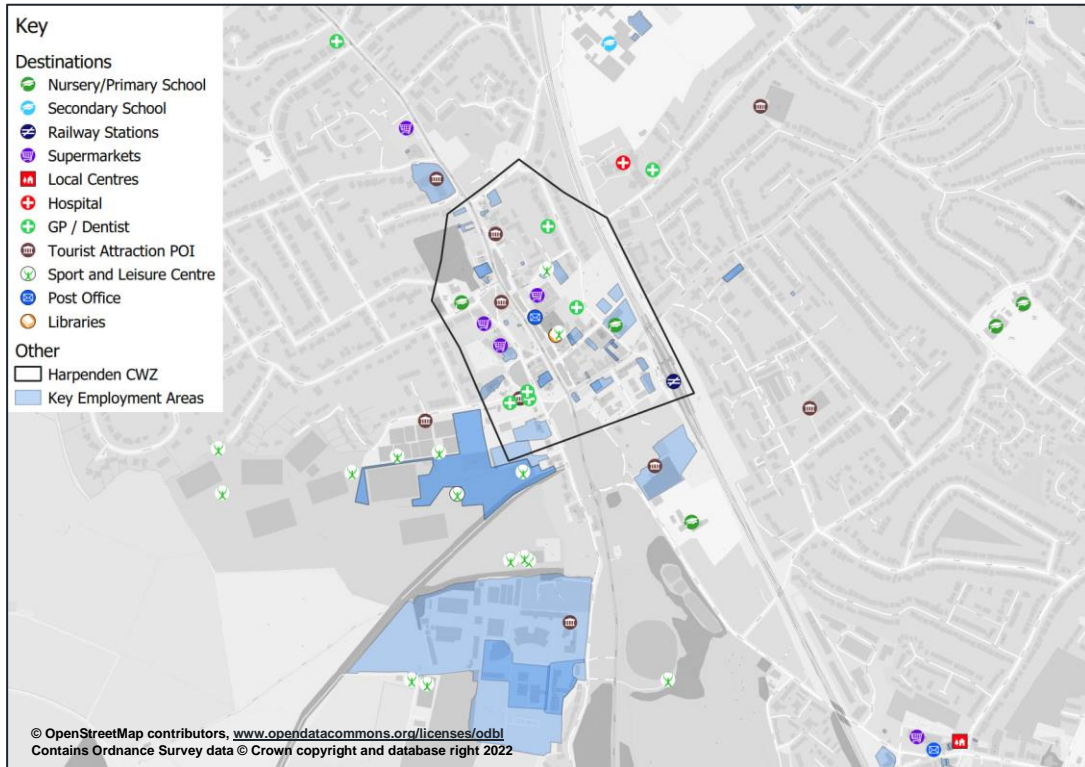 Key
Destinations
Nursery/Primary School
Secondary School
Railway Stations
Supermarkets
Local Centres
Hospital
GP / Dentist
Tourist Attraction POI
Sport and Leisure Centre
Post Office
Libraries
Other
Harpenden CWZ
Key Employment Areas
© OpenStreetMap contributors, www.opendatacommons.org/licenses/odbl
Contains Ordnance Survey data © Crown copyright and database right 2022